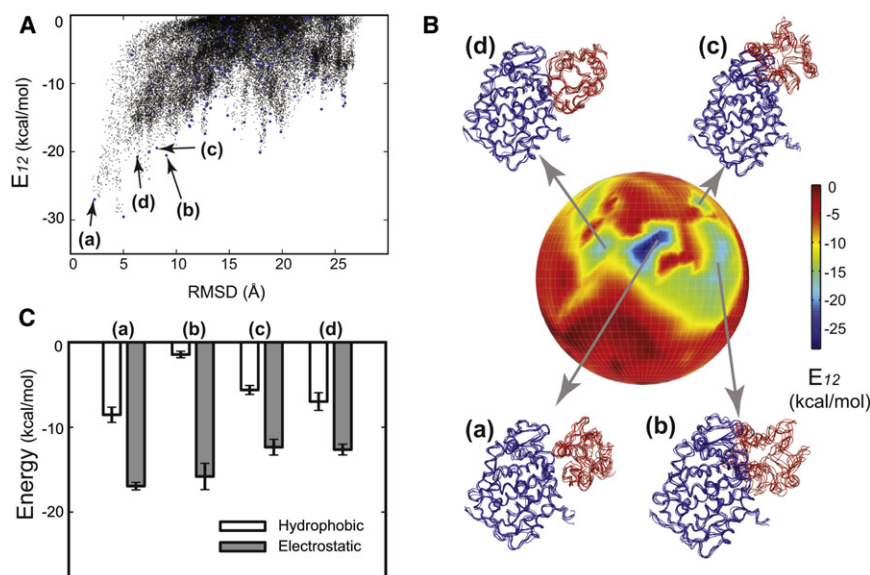 A
0
-10
-20
-30
E12 (kcal/mol)
(a)
(d)
(c)
(b)
0 5 10 15 20 25
RMSD (Å)
B
(d)
(c)
0
-5
-10
-15
-20
-25
E12
(kcal/mol)
(a)
(b)
C
(a) (b) (c) (d)
0
-10
-20
Energy (kcal/mol)
Hydrophobic
Electrostatic